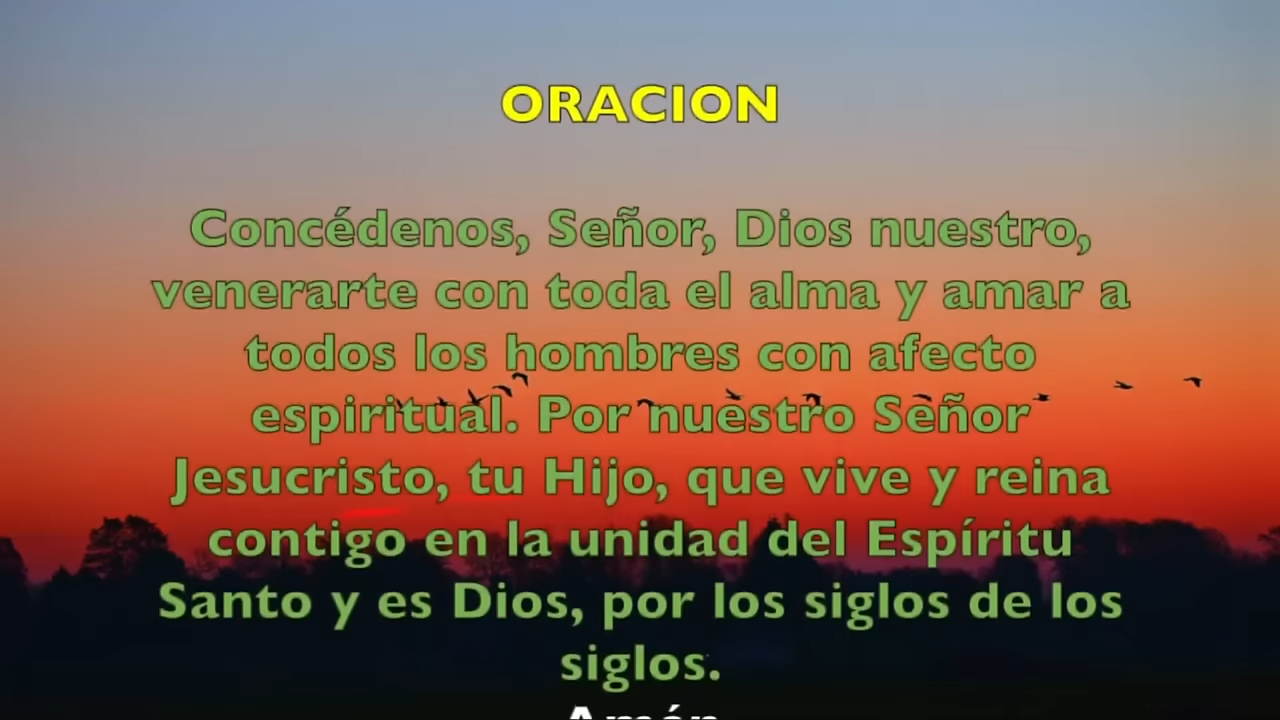 ORACION
Concédenos, Señor, Dios nuestro,
venerarte con toda el alma y amar a
todos los hombres con afecto
espiritual. Por nuestro Señor
Jesucristo, tu Hijo, que vive y reina
contigo en la unidad del Espíritu
Santo y es Dios, por los siglos de los
siglos.
Amén